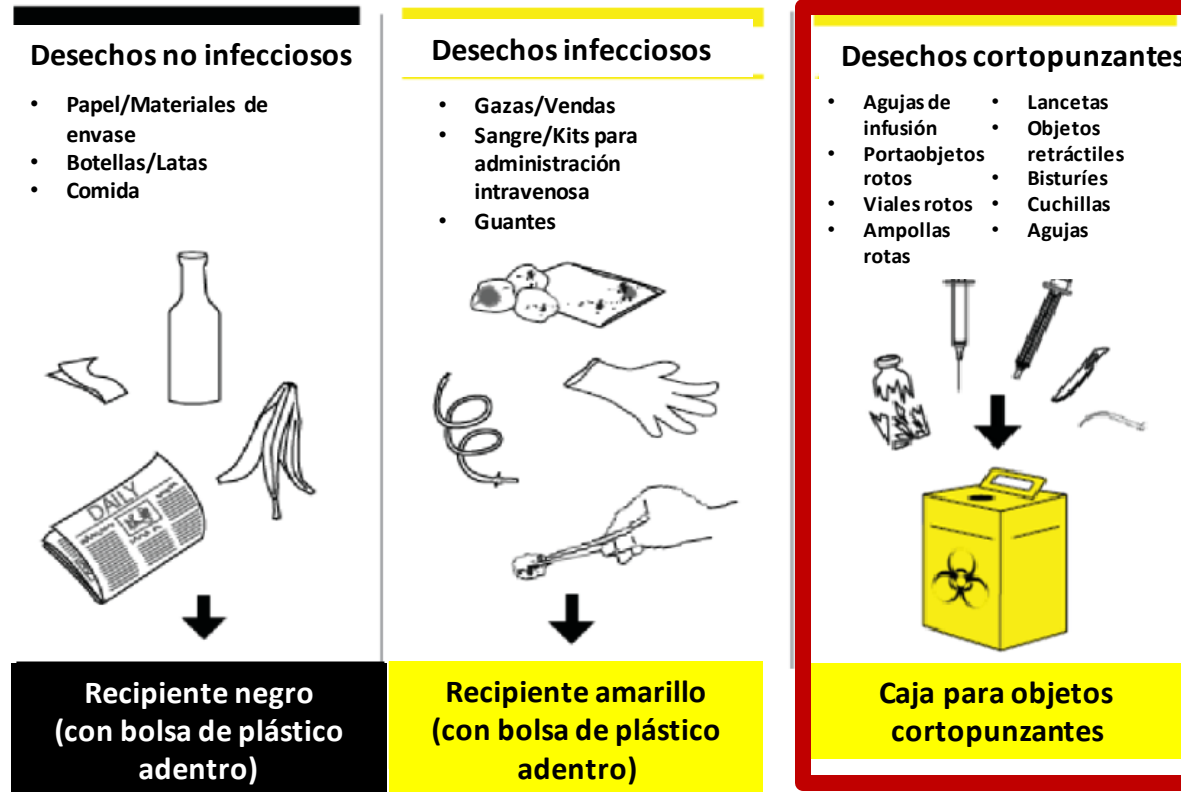 Desechos no infecciosos
• Papel/Materiales de
envase
• Botellas/Latas
• Comida
DAILY
Recipiente negro
(con bolsa de plástico
adentro)
Desechos infecciosos
• Gazas/Vendas
• Sangre/Kits para
administración
intravenosa
• Guantes
Recipiente amarillo
(con bolsa de plástico
adentro)
Desechos cortopunzantes
• Agujas de
infusión
• Portaobjetos
rotos
• Viales rotos
• Ampollas
rotas
• Lancetas
• Objetos
retráctiles
• Bisturíes
• Cuchillas
• Agujas
Caja para objetos
cortopunzantes